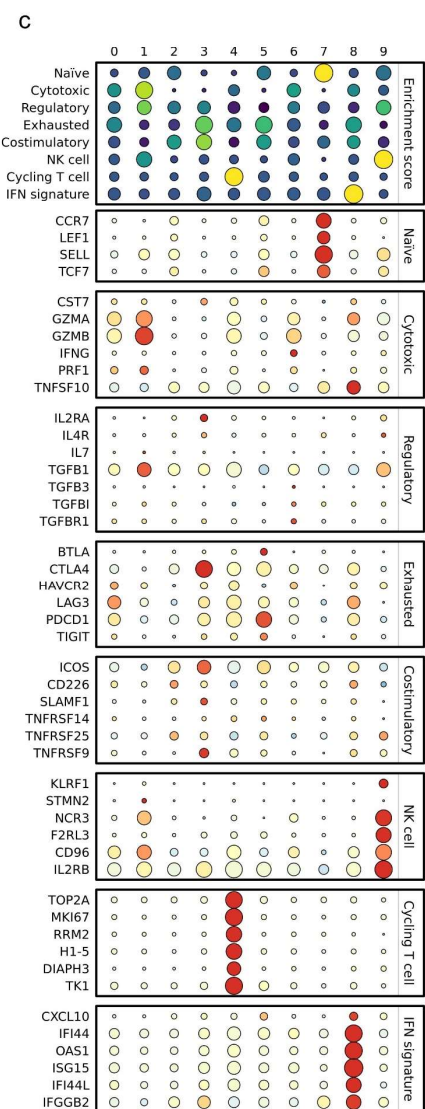 C
0 1 2 3 4 5 6 7 8 9
Naïve
Cytotoxic
Regulatory
Exhausted
Costimulatory
NK cell
Cycling T cell
IFN signature
Enrichment score
CCR7
LEF1
SELL
TCF7
Naïve
CST7
GZMA
GZMB
IFNG
PRF1
TNFSF10
Cytotoxic
IL2RA
IL4R
IL7
TGFB1
TGFB3
TGFBI
TGFBR1
Regulatory
BTLA
CTLA4
HAVCR2
LAG3
PDCD1
TIGIT
Exhausted
ICOS
CD226
SLAMF1
TNFRSF14
TNFRSF25
TNFRSF9
Costimulatory
KLRF1
STMN2
NCR3
F2RL3
CD96
IL2RB
NK cell
TOP2A
MKI67
RRM2
H1-5
DIAPH3
TK1
Cycling T cell
CXCL10
IFI44
OAS1
ISG15
IFI44L
IFGGB2
IFN signature